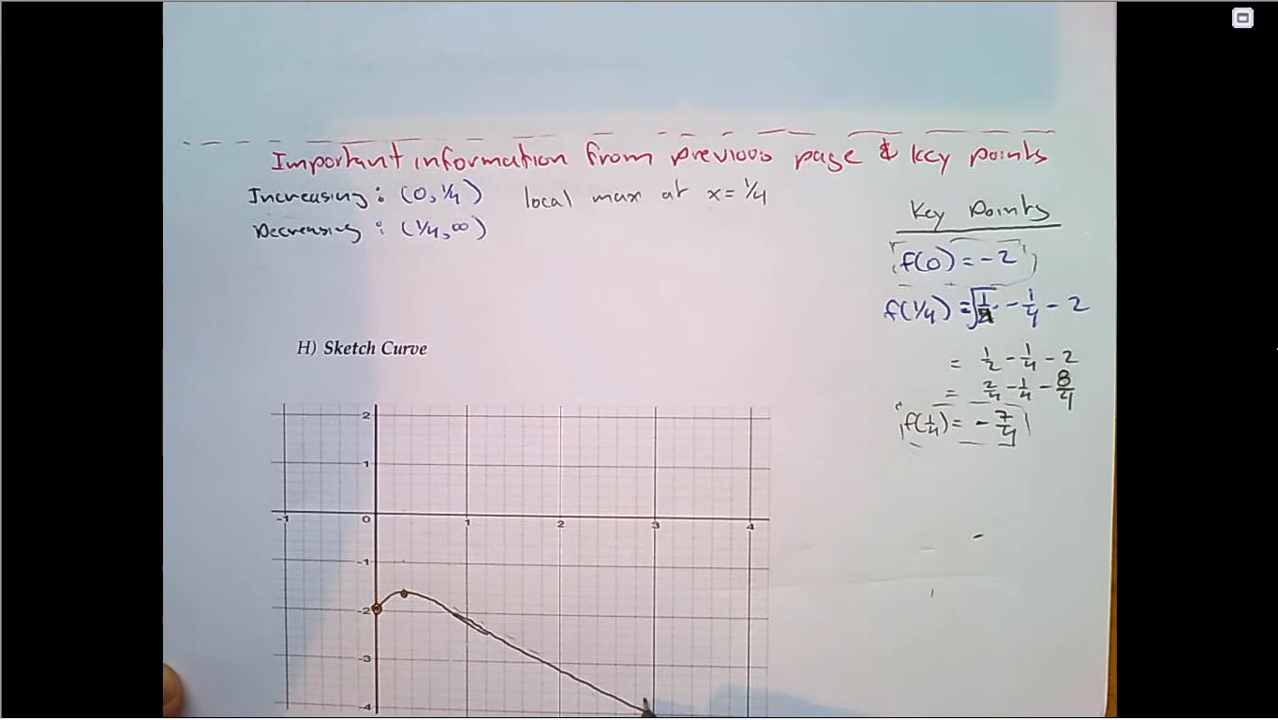 Important information from previous page & key points
Increasing: (0, 1/4) local max at x = 1/4
Decreasing: (1/4, ∞)
Key Points
f(0) = -2
f(1/4) = √1/4 - 1/4 - 2
= 1/2 - 1/4 - 2
= 2/4 - 1/4 - 8/4
f(1/4) = - 7/4
H) Sketch Curve
2
1
-1 0 1 2 3 4
-1
-2
-3
-4